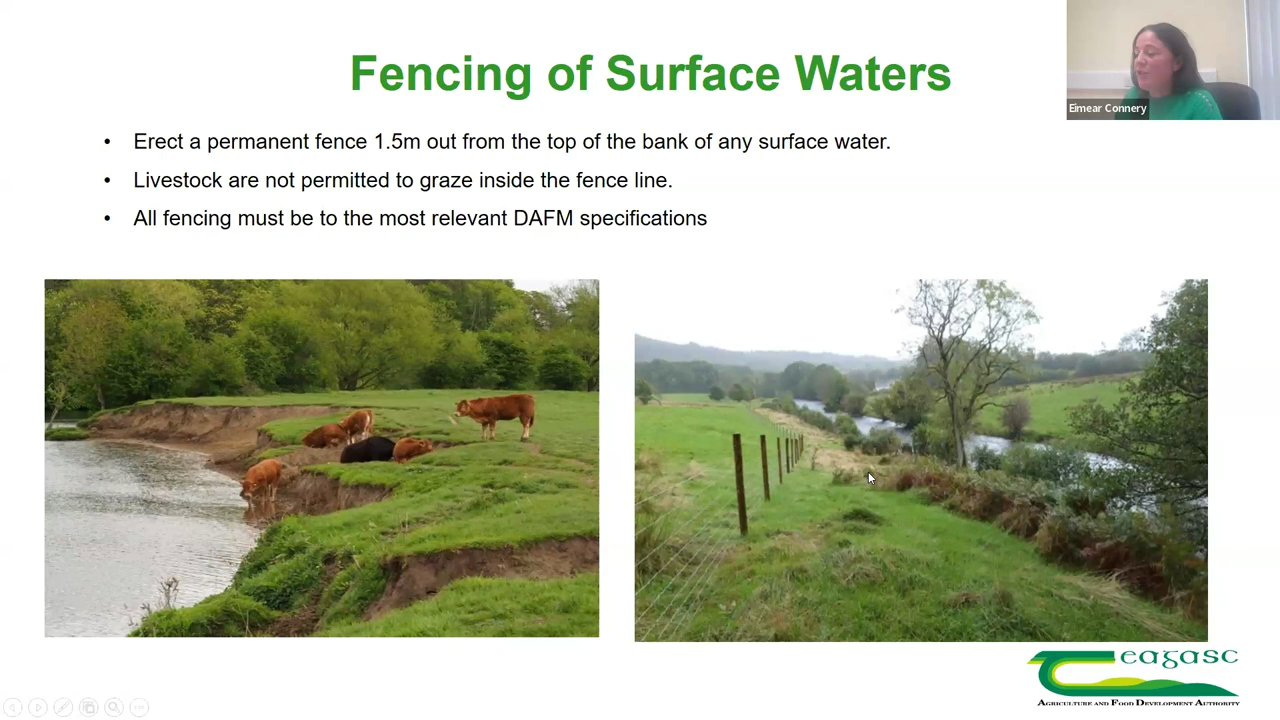 Fencing of Surface Waters
Eimear Connery
• Erect a permanent fence 1.5m out from the top of the bank of any surface water.
• Livestock are not permitted to graze inside the fence line.
• All fencing must be to the most relevant DAFM specifications
eagasc
Agriculture and Food Development Authority